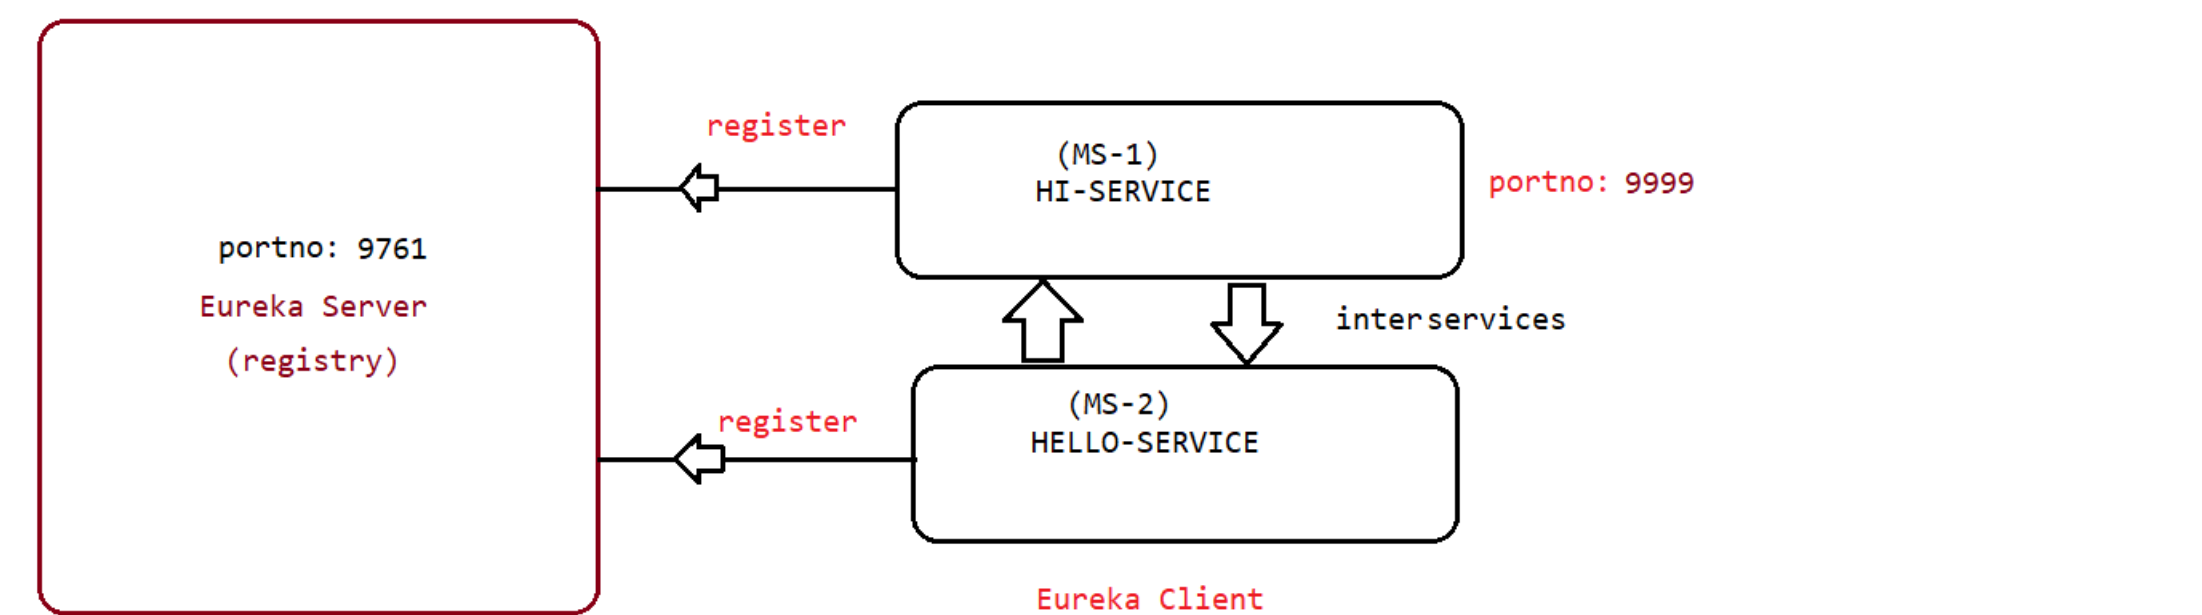 register
(MS-1)
HI-SERVICE
portno: 9999
portno: 9761
Eureka Server
(registry)
interservices
register
(MS-2)
HELLO-SERVICE
Eureka Client